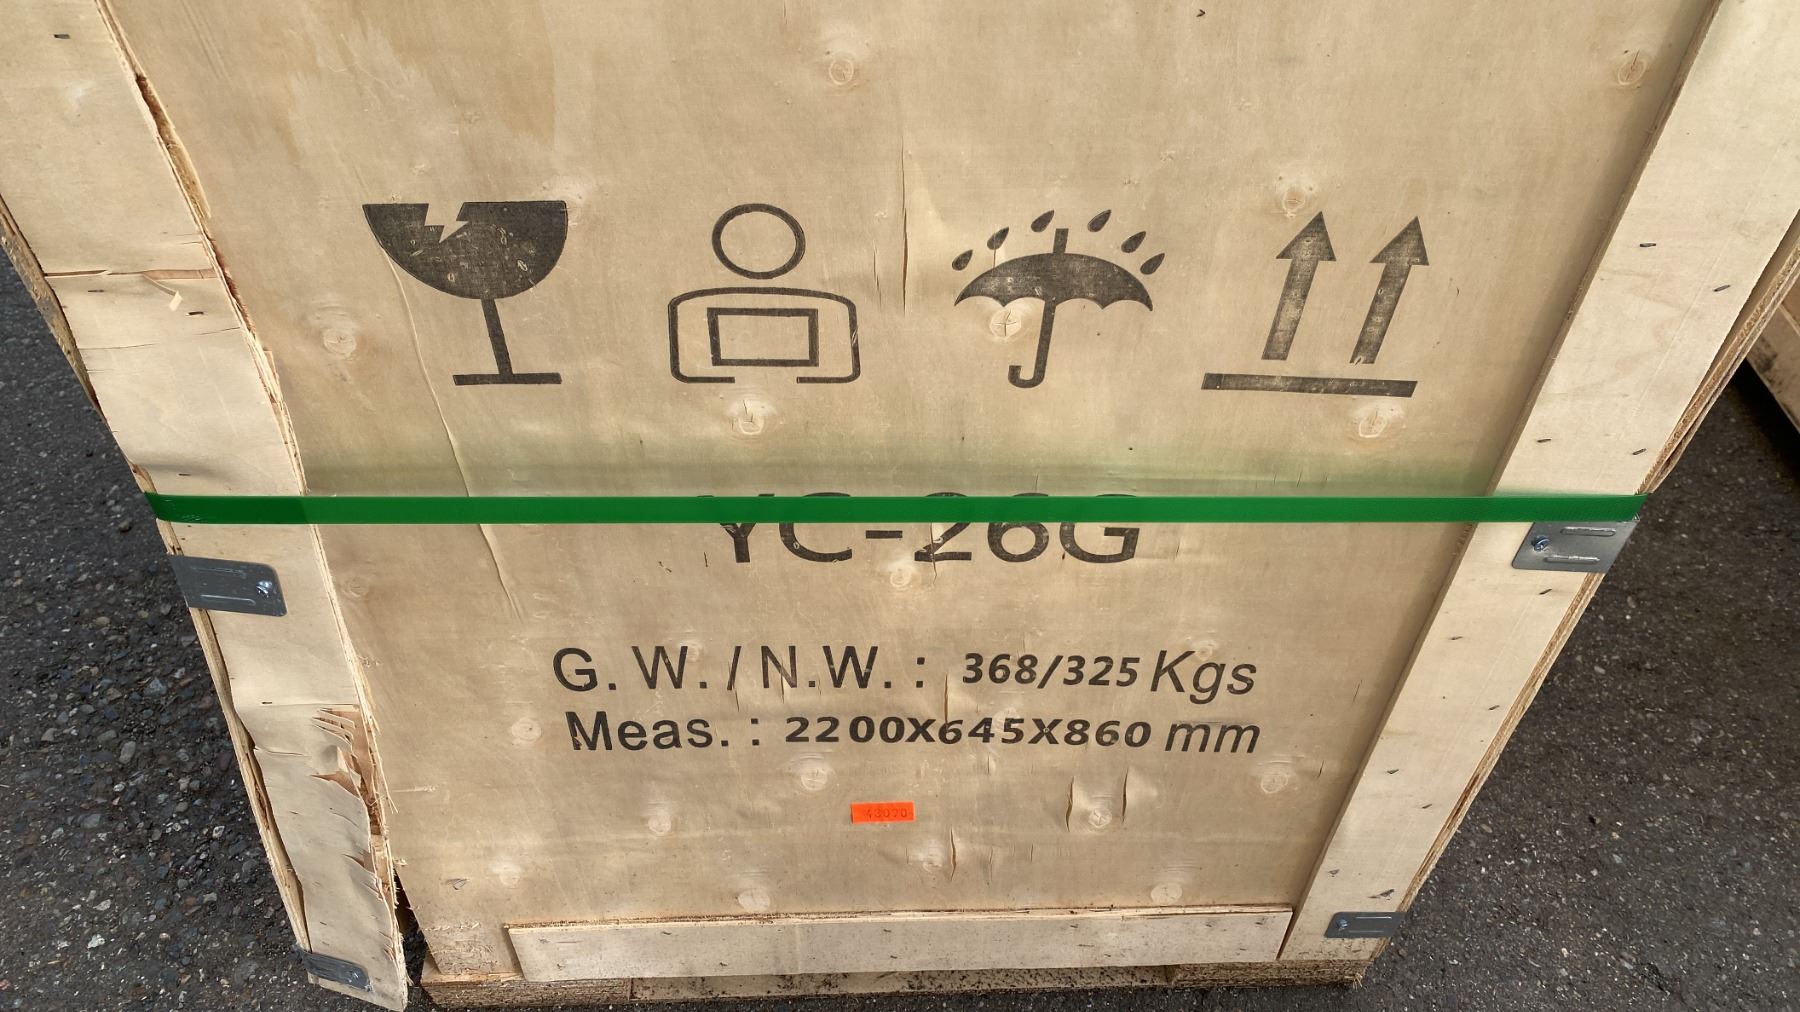 YC-26G
G. W. / N.W. : 368/325 Kgs
Meas. : 2200X645X860 mm